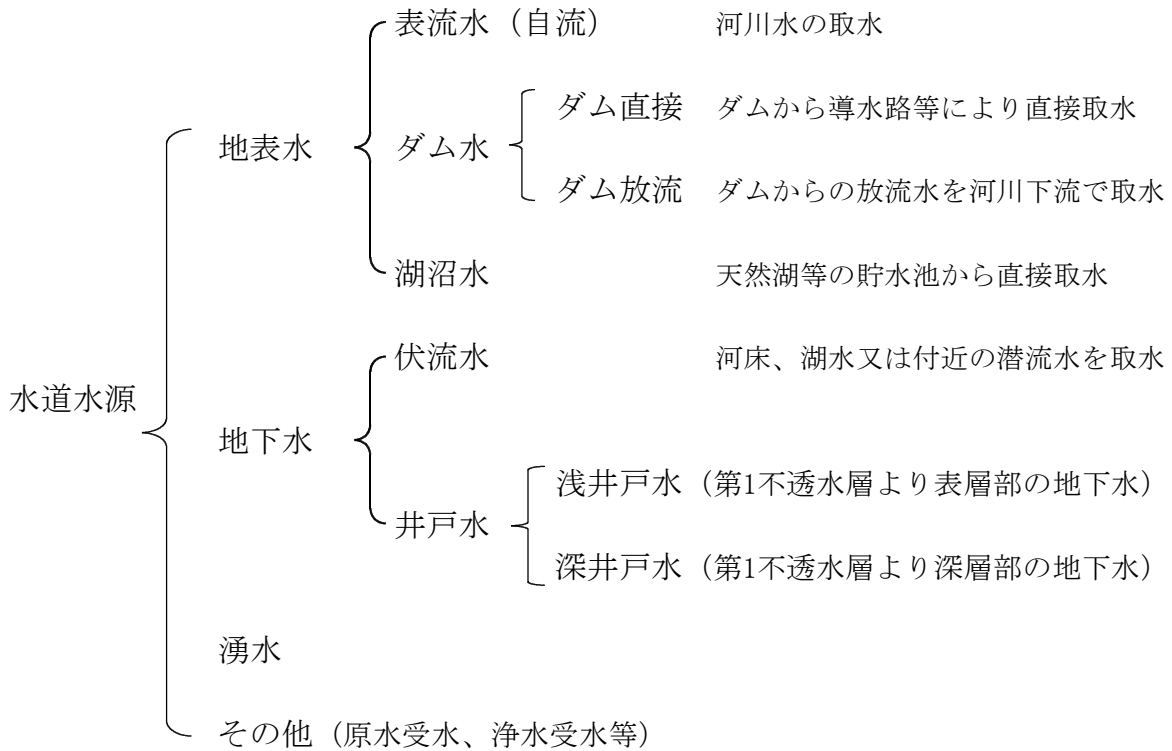 表流水（自流） 河川水の取水
ダム直接 ダムから導水路等により直接取水
地表水 ダム水
ダム放流 ダムからの放流水を河川下流で取水
湖沼水 天然湖等の貯水池から直接取水
伏流水 河床、湖水又は付近の潜流水を取水
水道水源
地下水
浅井戸水（第1不透水層より表層部の地下水）
井戸水
深井戸水（第1不透水層より深層部の地下水）
湧水
その他（原水受水、浄水受水等）